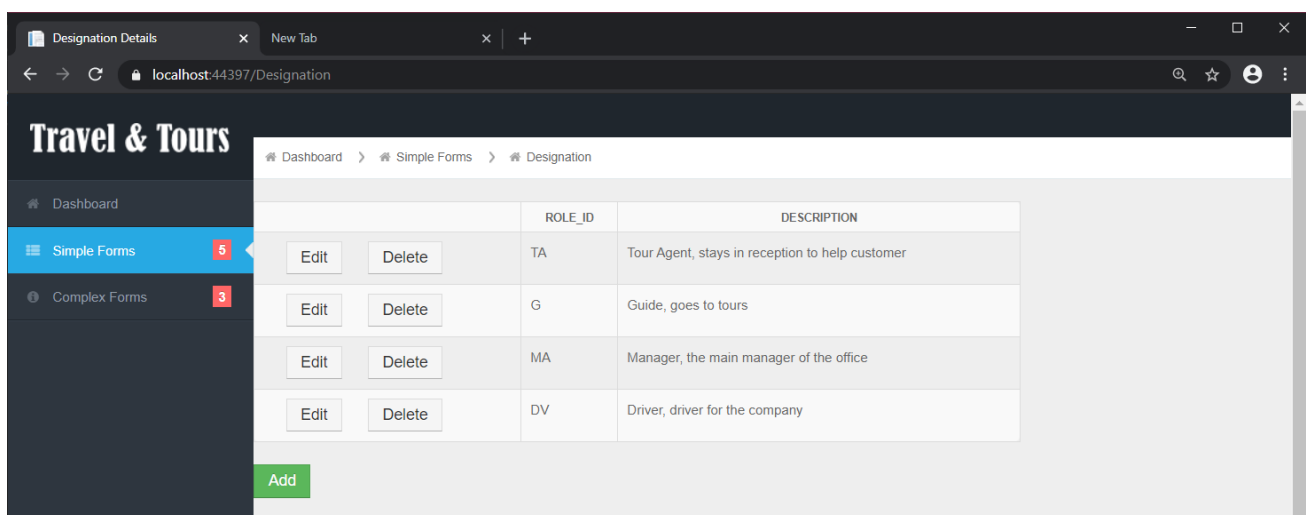 Designation Details
New Tab
localhost:44397/Designation
Travel & Tours
Dashboard
Simple Forms 5
Complex Forms 3
Dashboard Simple Forms Designation
ROLE_ID DESCRIPTION
Edit Delete TA Tour Agent, stays in reception to help customer
Edit Delete G Guide, goes to tours
Edit Delete MA Manager, the main manager of the office
Edit Delete DV Driver, driver for the company
Add